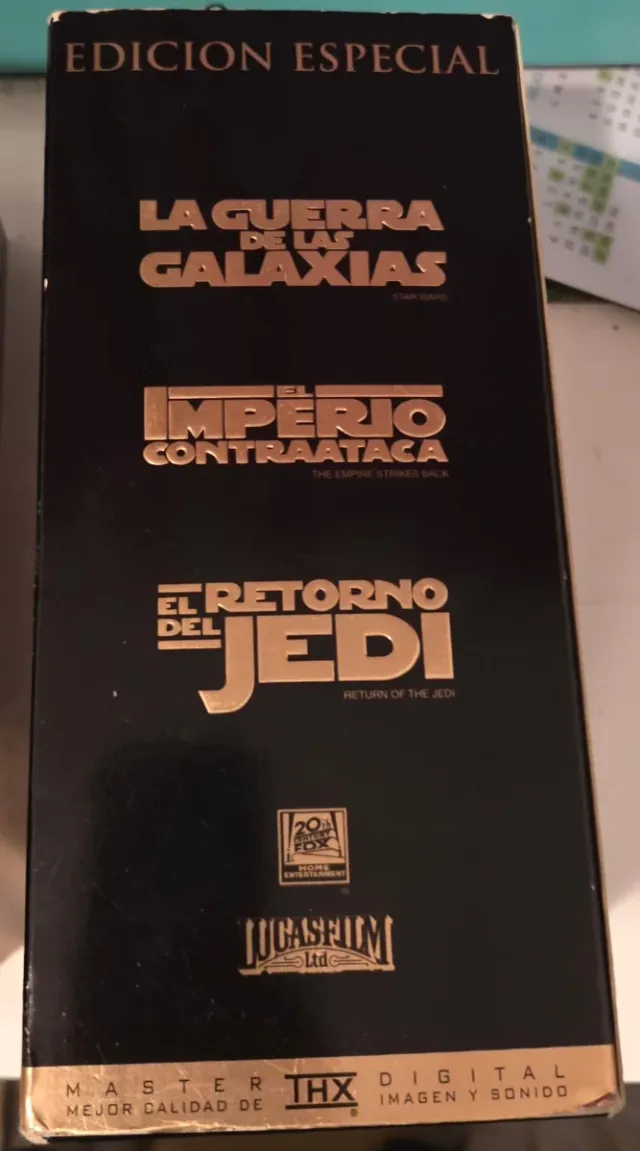 EDICION ESPECIAL
LA GUERRA
DE LAS
GALAXIAS
STAR WARS
EL
IMPERIO
CONTRAATACA
THE EMPIRE STRIKES BACK
EL RETORNO
DEL JEDI
RETURN OF THE JEDI
20th
CENTURY
FOX
HOME
ENTERTAINMENT
LUCASFILM
Ltd
MASTER THX DIGITAL
MEJOR CALIDAD DE ® IMAGEN Y SONIDO